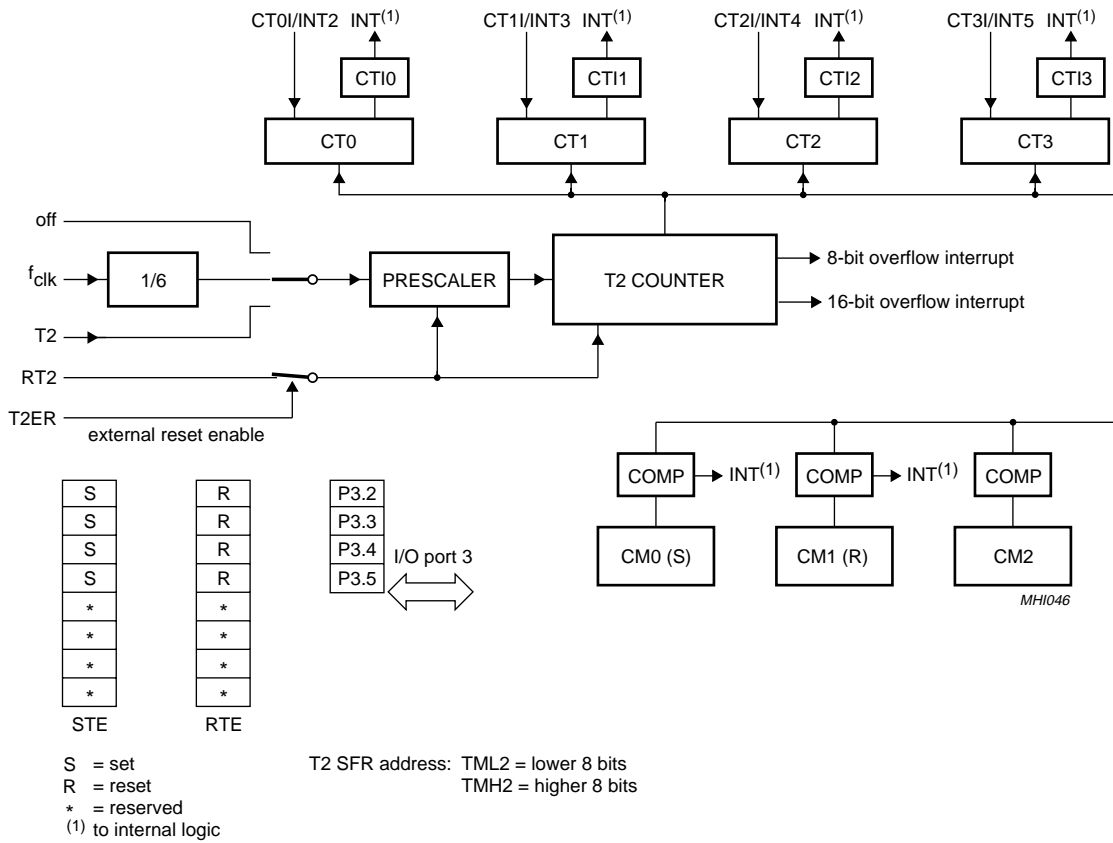 CT0I/INT2 INT(1) CT1I/INT3 INT(1) CT2I/INT4 INT(1) CT3I/INT5 INT(1)
CTI0 CTI1 CTI2 CTI3
CT0 CT1 CT2 CT3
off
fclk 1/6 PRESCALER T2 COUNTER 8-bit overflow interrupt
16-bit overflow interrupt
T2
RT2
T2ER
external reset enable
COMP INT(1) COMP INT(1) COMP
CM0 (S) CM1 (R) CM2
MHI046
S R P3.2
S R P3.3
S R P3.4
S R P3.5
I/O port 3
* *
* *
* *
* *
STE RTE
S = set
R = reset
* = reserved
(1) to internal logic
T2 SFR address: TML2 = lower 8 bits
TMH2 = higher 8 bits